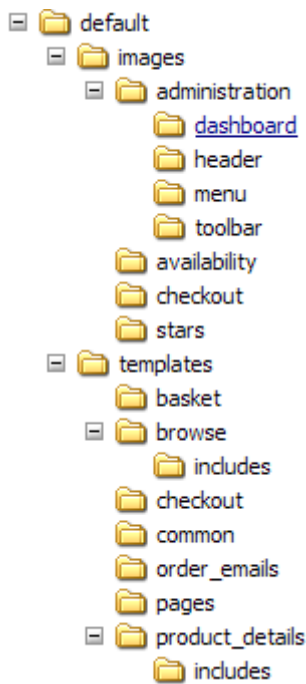 default
images
administration
dashboard
header
menu
toolbar
availability
checkout
stars
templates
basket
browse
includes
checkout
common
order_emails
pages
product_details
includes